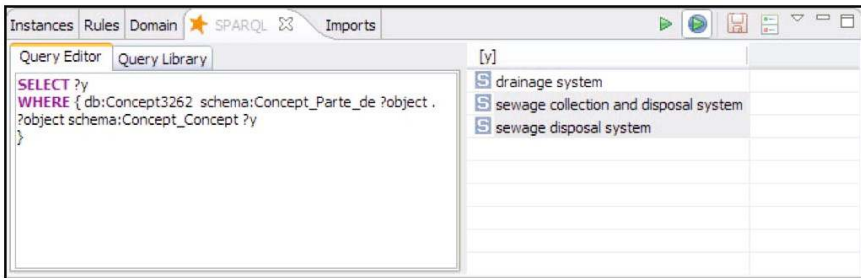 Instances Rules Domain SPARQL Imports
Query Editor Query Library
SELECT ?y
WHERE { db:Concept3262 schema:Concept_Parte_de ?object .
?object schema:Concept_Concept ?y
}
[y]
S drainage system
S sewage collection and disposal system
S sewage disposal system